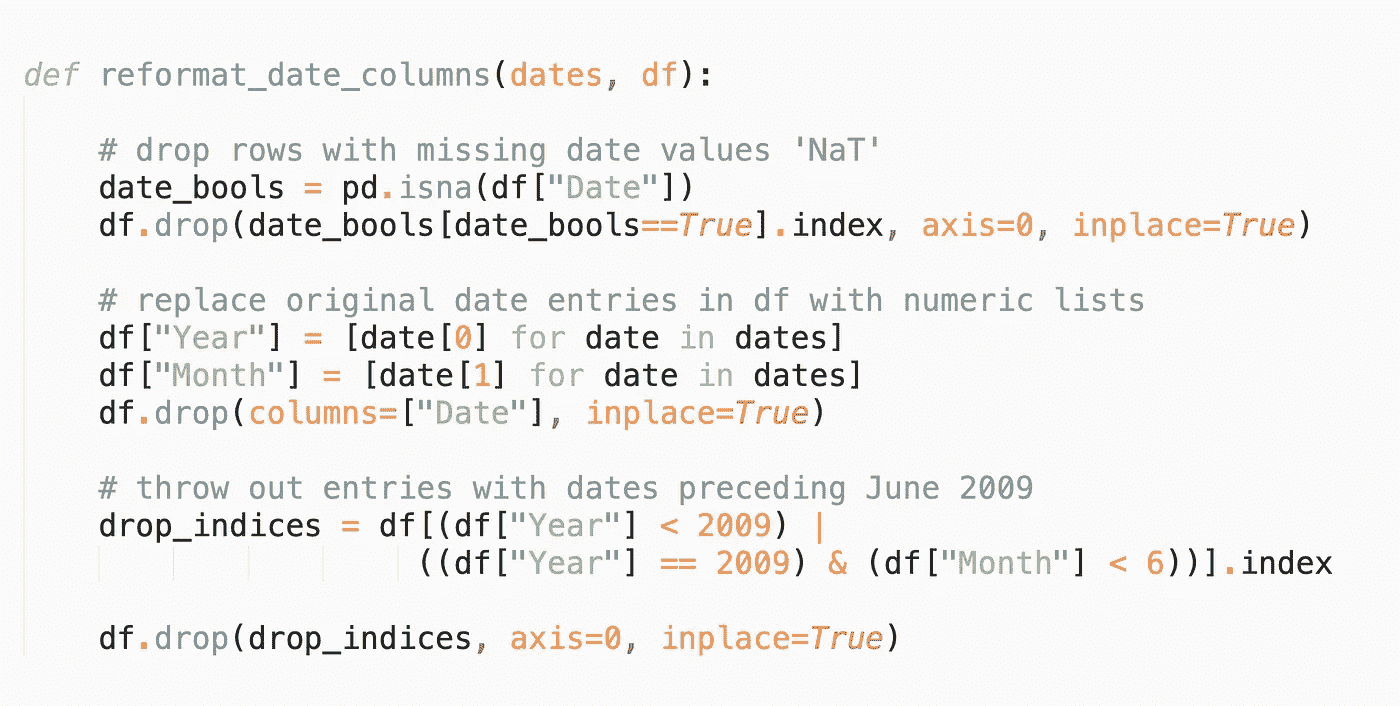 def reformat_date_columns(dates, df):
# drop rows with missing date values 'NaT'
date_bools = pd.isna(df["Date"])
df.drop(date_bools[date_bools==True].index, axis=0, inplace=True)
# replace original date entries in df with numeric lists
df["Year"] = [date[0] for date in dates]
df["Month"] = [date[1] for date in dates]
df.drop(columns=["Date"], inplace=True)
# throw out entries with dates preceding June 2009
drop_indices = df[(df["Year"] < 2009) |
((df["Year"] == 2009) & (df["Month"] < 6))].index
df.drop(drop_indices, axis=0, inplace=True)